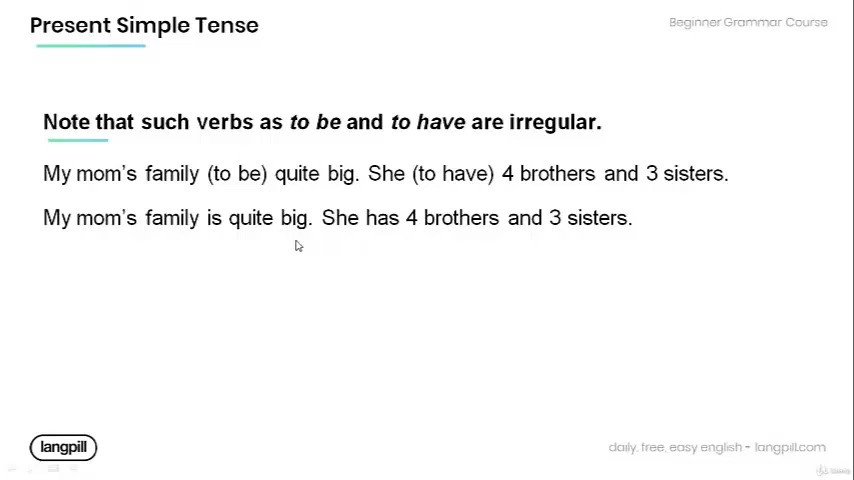 Present Simple Tense
Beginner Grammar Course
Note that such verbs as to be and to have are irregular.
My mom's family (to be) quite big. She (to have) 4 brothers and 3 sisters.
My mom's family is quite big. She has 4 brothers and 3 sisters.
langpill
daily, free, easy english - langpill.com